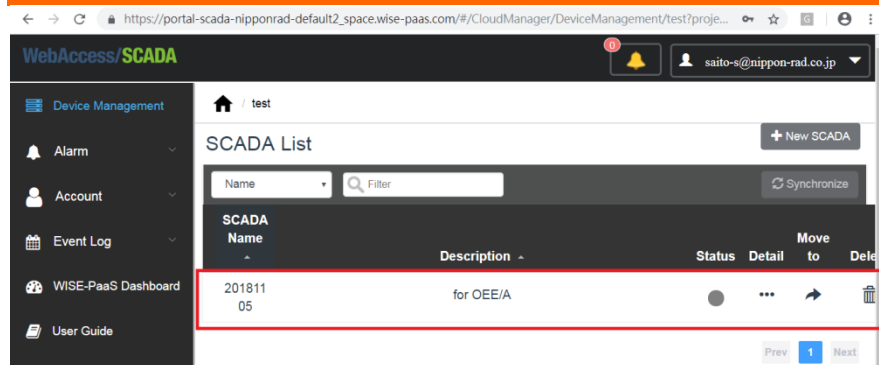 https://portal-scada-nipponrad-default2_space.wise-paas.com/#/CloudManager/DeviceManagement/test?proje...
WebAccess/SCADA
0
saito-s@nippon-rad.co.jp
Device Management
/ test
Alarm
SCADA List
+ New SCADA
Account
Name
Filter
Synchronize
Event Log
SCADA Name
Description
Status
Detail
Move to
Dele
WISE-PaaS Dashboard
201811
05
for OEE/A
...
User Guide
Prev
1
Next